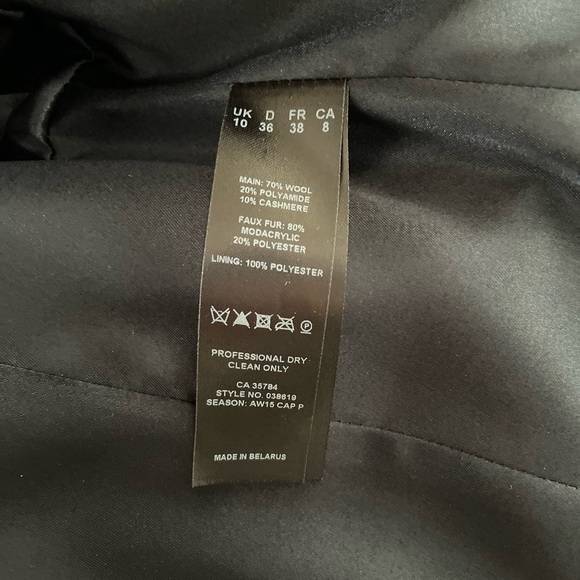 UK D FR CA
10 36 38 8
MAIN: 70% WOOL
20% POLYAMIDE
10% CASHMERE
FAUX FUR: 80%
MODACRYLIC
20% POLYESTER
LINING: 100% POLYESTER
P
PROFESSIONAL DRY
CLEAN ONLY
CA 35784
STYLE NO. 038619
SEASON: AW15 CAP P
MADE IN BELARUS